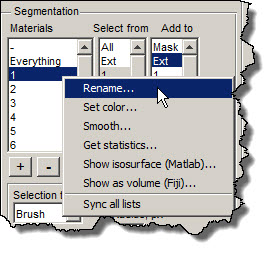 Segmentation
Materials Select from Add to
- All Mask
Everything Ext Ext
1 1 1
2 Rename...
3 Set color...
4 Smooth...
5 Get statistics...
6 Show isosurface (Matlab)...
+ - Show as volume (Fiji)...
Selection Sync all lists
Brush